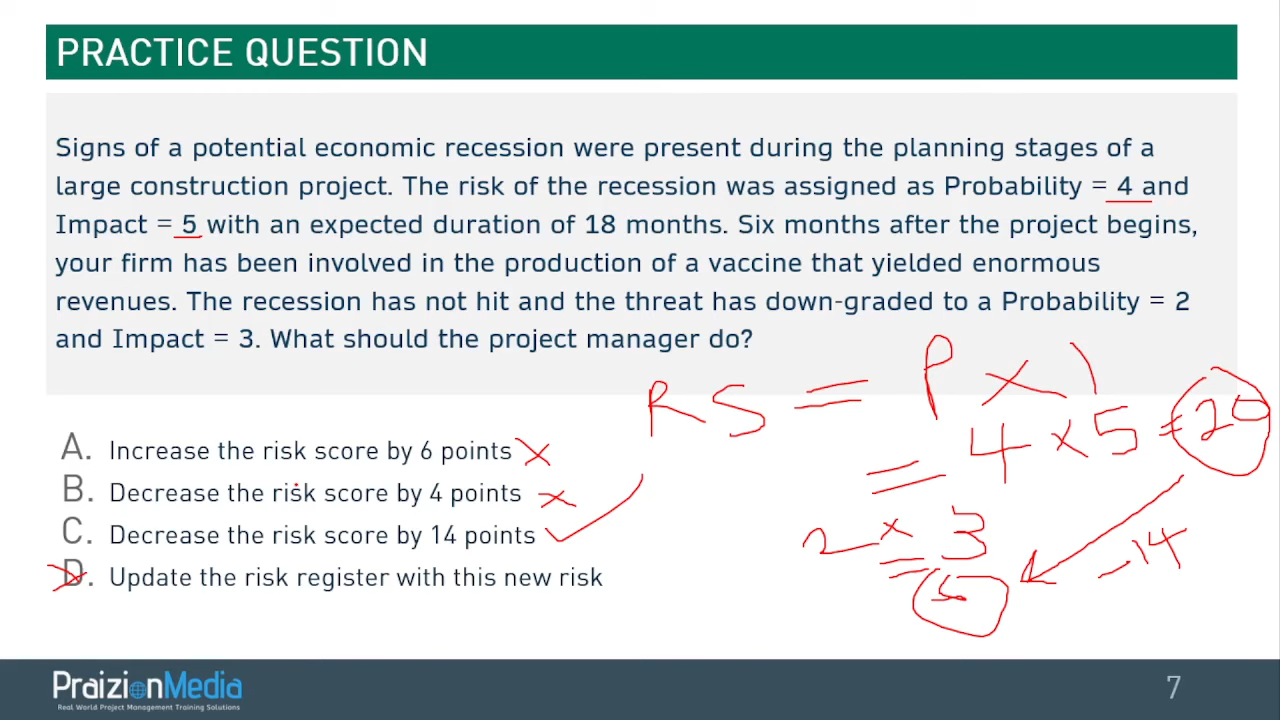 PRACTICE QUESTION
Signs of a potential economic recession were present during the planning stages of a
large construction project. The risk of the recession was assigned as Probability = 4 and
Impact = 5 with an expected duration of 18 months. Six months after the project begins,
your firm has been involved in the production of a vaccine that yielded enormous
revenues. The recession has not hit and the threat has down-graded to a Probability = 2
and Impact = 3. What should the project manager do?
RS = P x I
= 4 x 5 = 20
A. Increase the risk score by 6 points x
B. Decrease the risk score by 4 points x
C. Decrease the risk score by 14 points ✓
2 x 3
=
6
-14
D. Update the risk register with this new risk
PraizionMedia
Real World Project Management Training Solutions
7